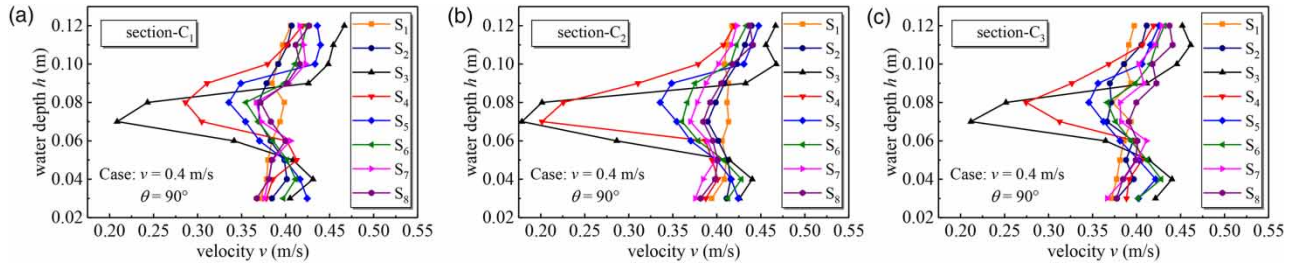 (a)
section-C1
0.12
0.10
0.08
0.06
0.04
0.02
water depth h (m)
Case: v = 0.4 m/s
θ = 90°
S1
S2
S3
S4
S5
S6
S7
S8
0.20 0.25 0.30 0.35 0.40 0.45 0.50 0.55
velocity v (m/s)
(b)
section-C2
0.12
0.10
0.08
0.06
0.04
0.02
water depth h (m)
Case: v = 0.4 m/s
θ = 90°
S1
S2
S3
S4
S5
S6
S7
S8
0.20 0.25 0.30 0.35 0.40 0.45 0.50 0.55
velocity v (m/s)
(c)
section-C3
0.12
0.10
0.08
0.06
0.04
0.02
water depth h (m)
Case: v = 0.4 m/s
θ = 90°
S1
S2
S3
S4
S5
S6
S7
S8
0.20 0.25 0.30 0.35 0.40 0.45 0.50 0.55
velocity v (m/s)